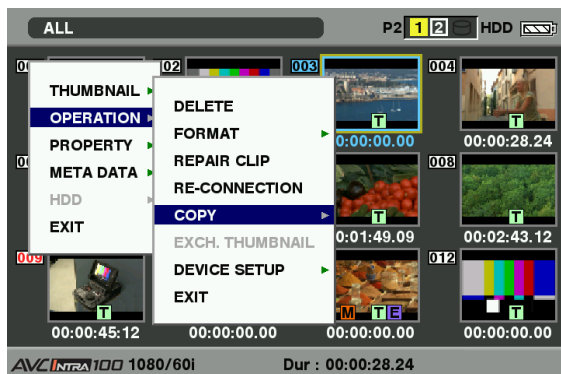 ALL P2 1 2 HDD
00 02 003 004
THUMBNAIL
OPERATION
PROPERTY
META DATA
HDD
EXIT
DELETE
FORMAT
REPAIR CLIP
RE-CONNECTION
COPY
EXCH. THUMBNAIL
DEVICE SETUP
EXIT
T T
0:00:00.00 00:00:28.24
00 008
T T
0:01:49.09 00:02:43.12
009 012
T M T E T
00:00:45:12 00:00:00.00 00:00:00.00 00:00:00.00
AVC INTRA 100 1080/60i Dur : 00:00:28.24